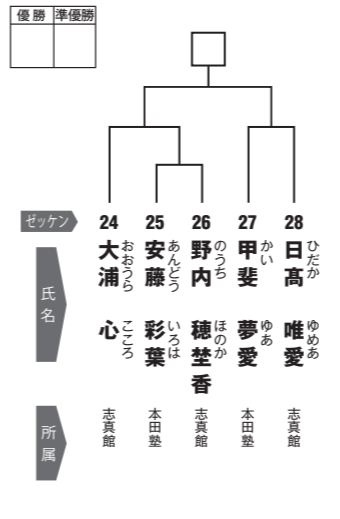 優勝 準優勝
ゼッケン 24 25 26 27 28
氏名
大浦 心 おおうら こころ
安藤 彩葉 あんどう いろは
野内 穂埜香 のうち ほのか
甲斐 夢愛 かい ゆあ
日髙 唯愛 ひだか ゆめあ
所属
志真館 本田塾 志真館 本田塾 志真館